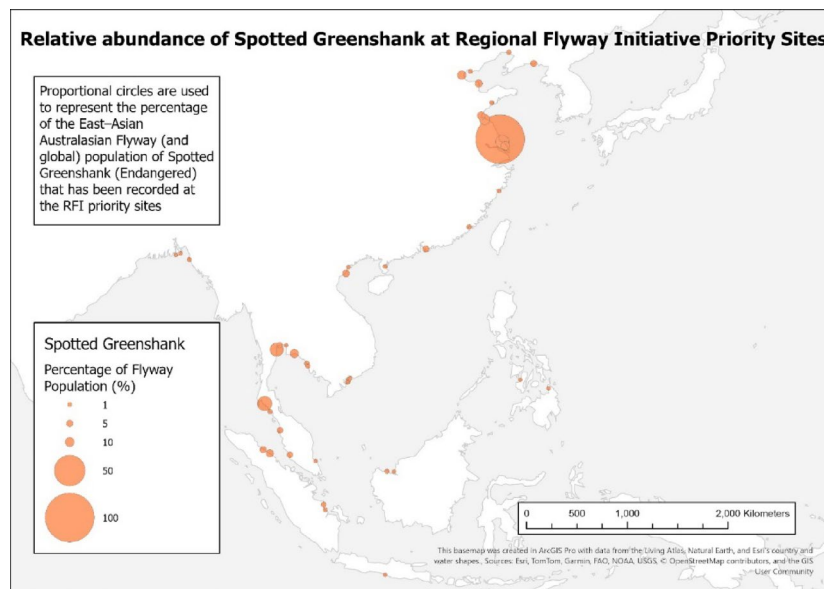 Relative abundance of Spotted Greenshank at Regional Flyway Initiative Priority Sites
Proportional circles are used
to represent the percentage
of the East–Asian
Australasian Flyway (and
global) population of Spotted
Greenshank (Endangered)
that has been recorded at
the RFI priority sites
Spotted Greenshank
Percentage of Flyway
Population (%)
1
5
10
50
100
0 500 1,000 2,000 Kilometers
This basemap was created in ArcGIS Pro with data from the Living Atlas, Natural Earth, and Esri's country and
water shapes.. Sources: Esri, TomTom, Garmin, FAO, NOAA, USGS, © OpenStreetMap contributors, and the GIS
User Community